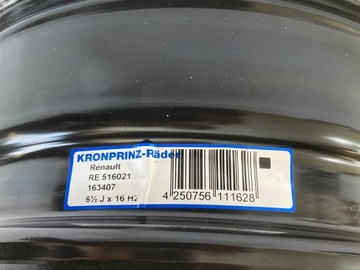 KRONPRINZ-Räder
Renault
RE 516021
163407
6½ J x 16 H2
4 250756 111628